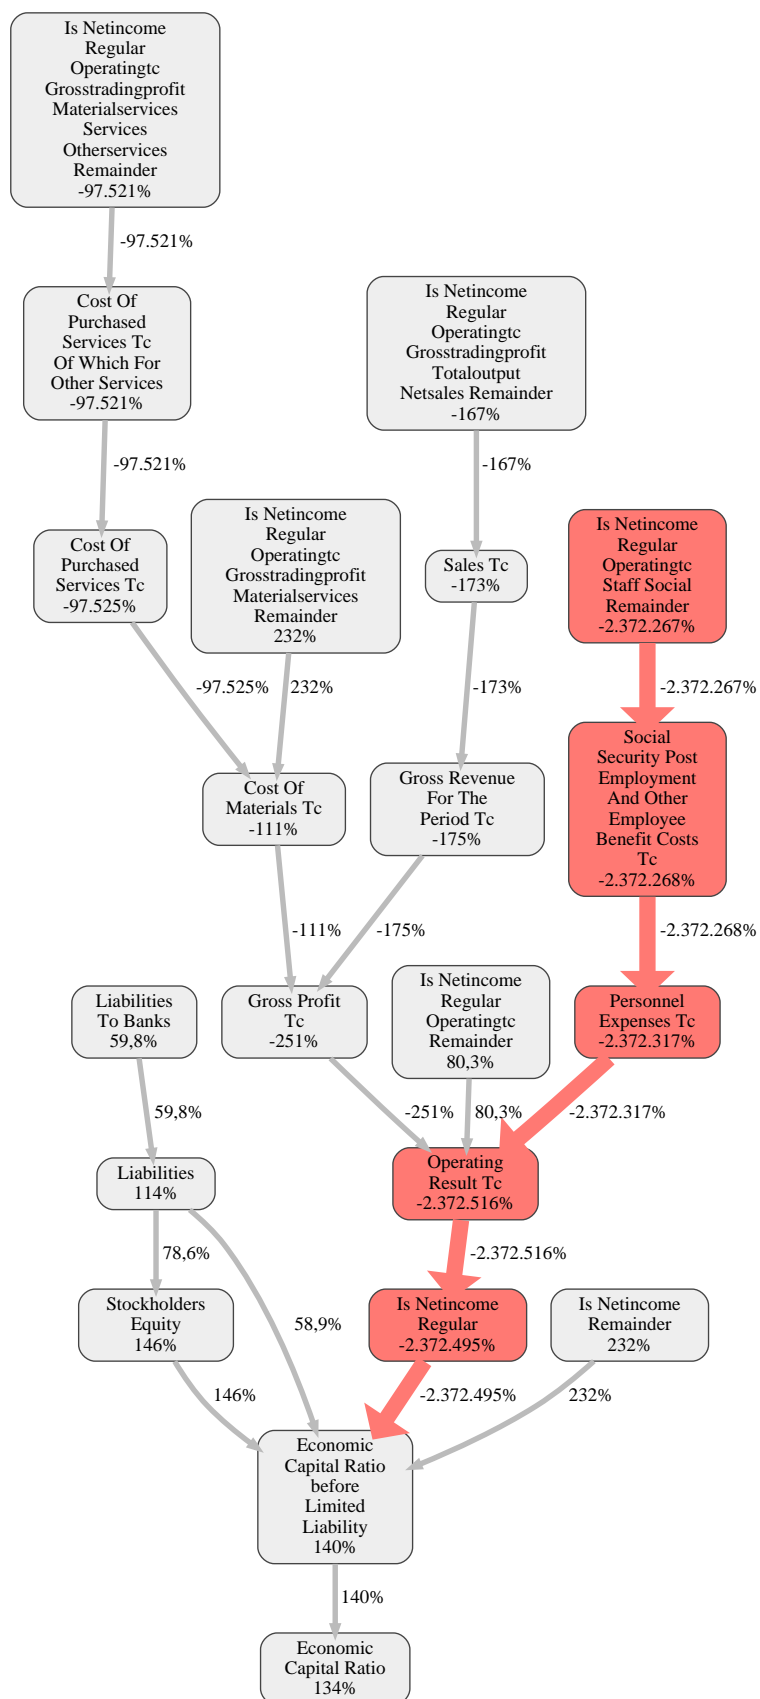 Is Netincome
Regular
Operatingtc
Grosstradingprofit
Materialservices
Services
Otherservices
Remainder
-97.521%
-97.521%
Cost Of
Purchased
Services Tc
Of Which For
Other Services
-97.521%
Is Netincome
Regular
Operatingtc
Grosstradingprofit
Totaloutput
Netsales Remainder
-167%
-97.521%
-167%
Cost Of
Purchased
Services Tc
-97.525%
Is Netincome
Regular
Operatingtc
Grosstradingprofit
Materialservices
Remainder
232%
Sales Tc
-173%
Is Netincome
Regular
Operatingtc
Staff Social
Remainder
-2.372.267%
-97.525%
232%
-173%
-2.372.267%
Cost Of
Materials Tc
-111%
Gross Revenue
For The
Period Tc
-175%
Social
Security Post
Employment
And Other
Employee
Benefit Costs
Tc
-2.372.268%
-111%
-175%
-2.372.268%
Liabilities
To Banks
59,8%
Gross Profit
Tc
-251%
Is Netincome
Regular
Operatingtc
Remainder
80,3%
Personnel
Expenses Tc
-2.372.317%
59,8%
-251%
80,3%
-2.372.317%
Liabilities
114%
Operating
Result Tc
-2.372.516%
78,6%
-2.372.516%
Stockholders
Equity
146%
58,9%
Is Netincome
Regular
-2.372.495%
Is Netincome
Remainder
232%
146%
-2.372.495%
232%
Economic
Capital Ratio
before
Limited
Liability
140%
140%
Economic
Capital Ratio
134%